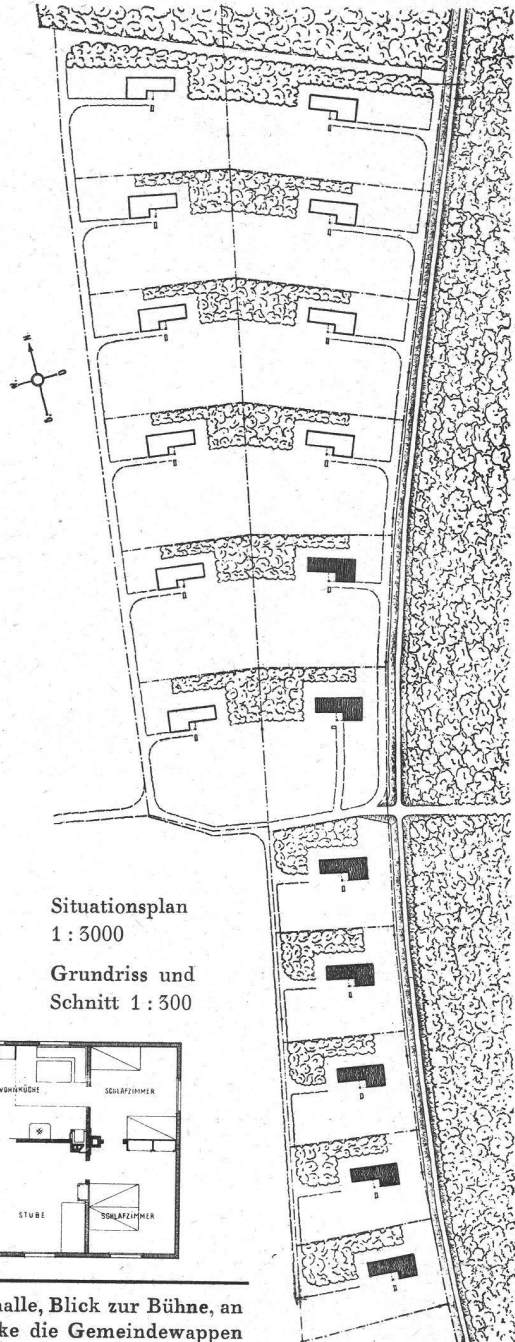 Situationsplan
1 : 3000
Grundriss und
Schnitt 1 : 300
WOHNKÜCHE
SCHLAFZIMMER
STUBE
SCHLAFZIMMER
halle, Blick zur Bühne, an
ke die Gemeindewappen